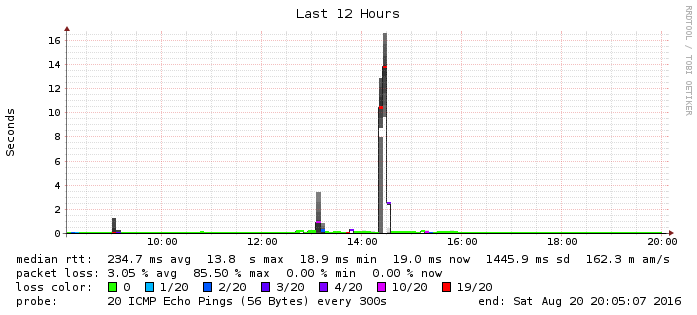 Last 12 Hours
RRDTOOL / TOBI OETIKER
Seconds
16
14
12
10
8
6
4
2
0
10:00 12:00 14:00 16:00 18:00 20:00
median rtt: 234.7 ms avg 13.8 s max 18.9 ms min 19.0 ms now 1445.9 ms sd 162.3 m am/s
packet loss: 3.05 % avg 85.50 % max 0.00 % min 0.00 % now
loss color: 0 1/20 2/20 3/20 4/20 10/20 19/20
probe: 20 ICMP Echo Pings (56 Bytes) every 300s end: Sat Aug 20 20:05:07 2016